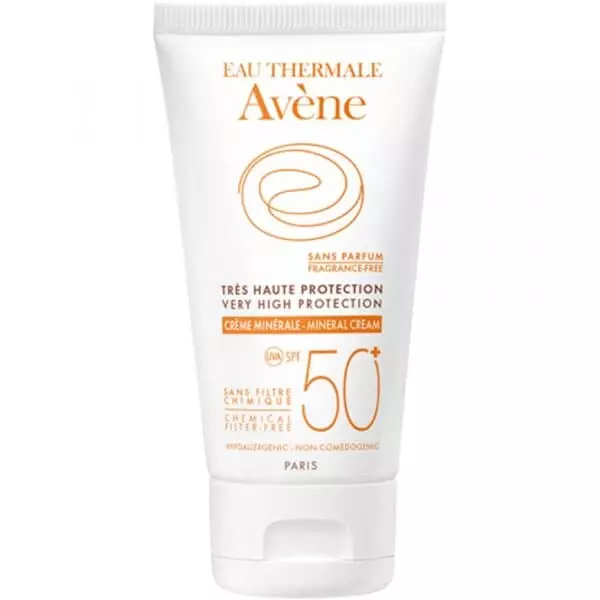 EAU THERMALE
Avène
SANS PARFUM
FRAGRANCE-FREE
TRÈS HAUTE PROTECTION
VERY HIGH PROTECTION
CRÈME MINÉRALE - MINERAL CREAM
UVA SPF 50+
SANS FILTRE
CHIMIQUE
CHEMICAL
FILTER-FREE
HYPOALLERGENIC - NON-COMEDOGENIC
PARIS